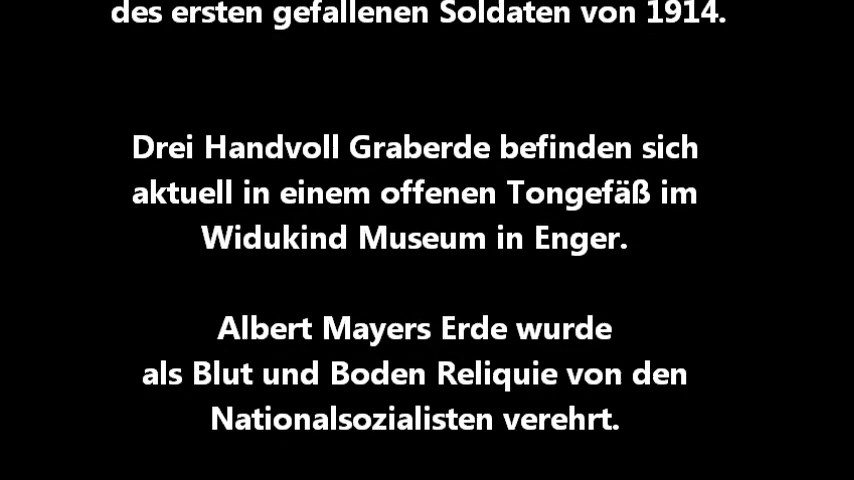 des ersten gefallenen Soldaten von 1914.
Drei Handvoll Graberde befinden sich
aktuell in einem offenen Tongefäß im
Widukind Museum in Enger.
Albert Mayers Erde wurde
als Blut und Boden Reliquie von den
Nationalsozialisten verehrt.